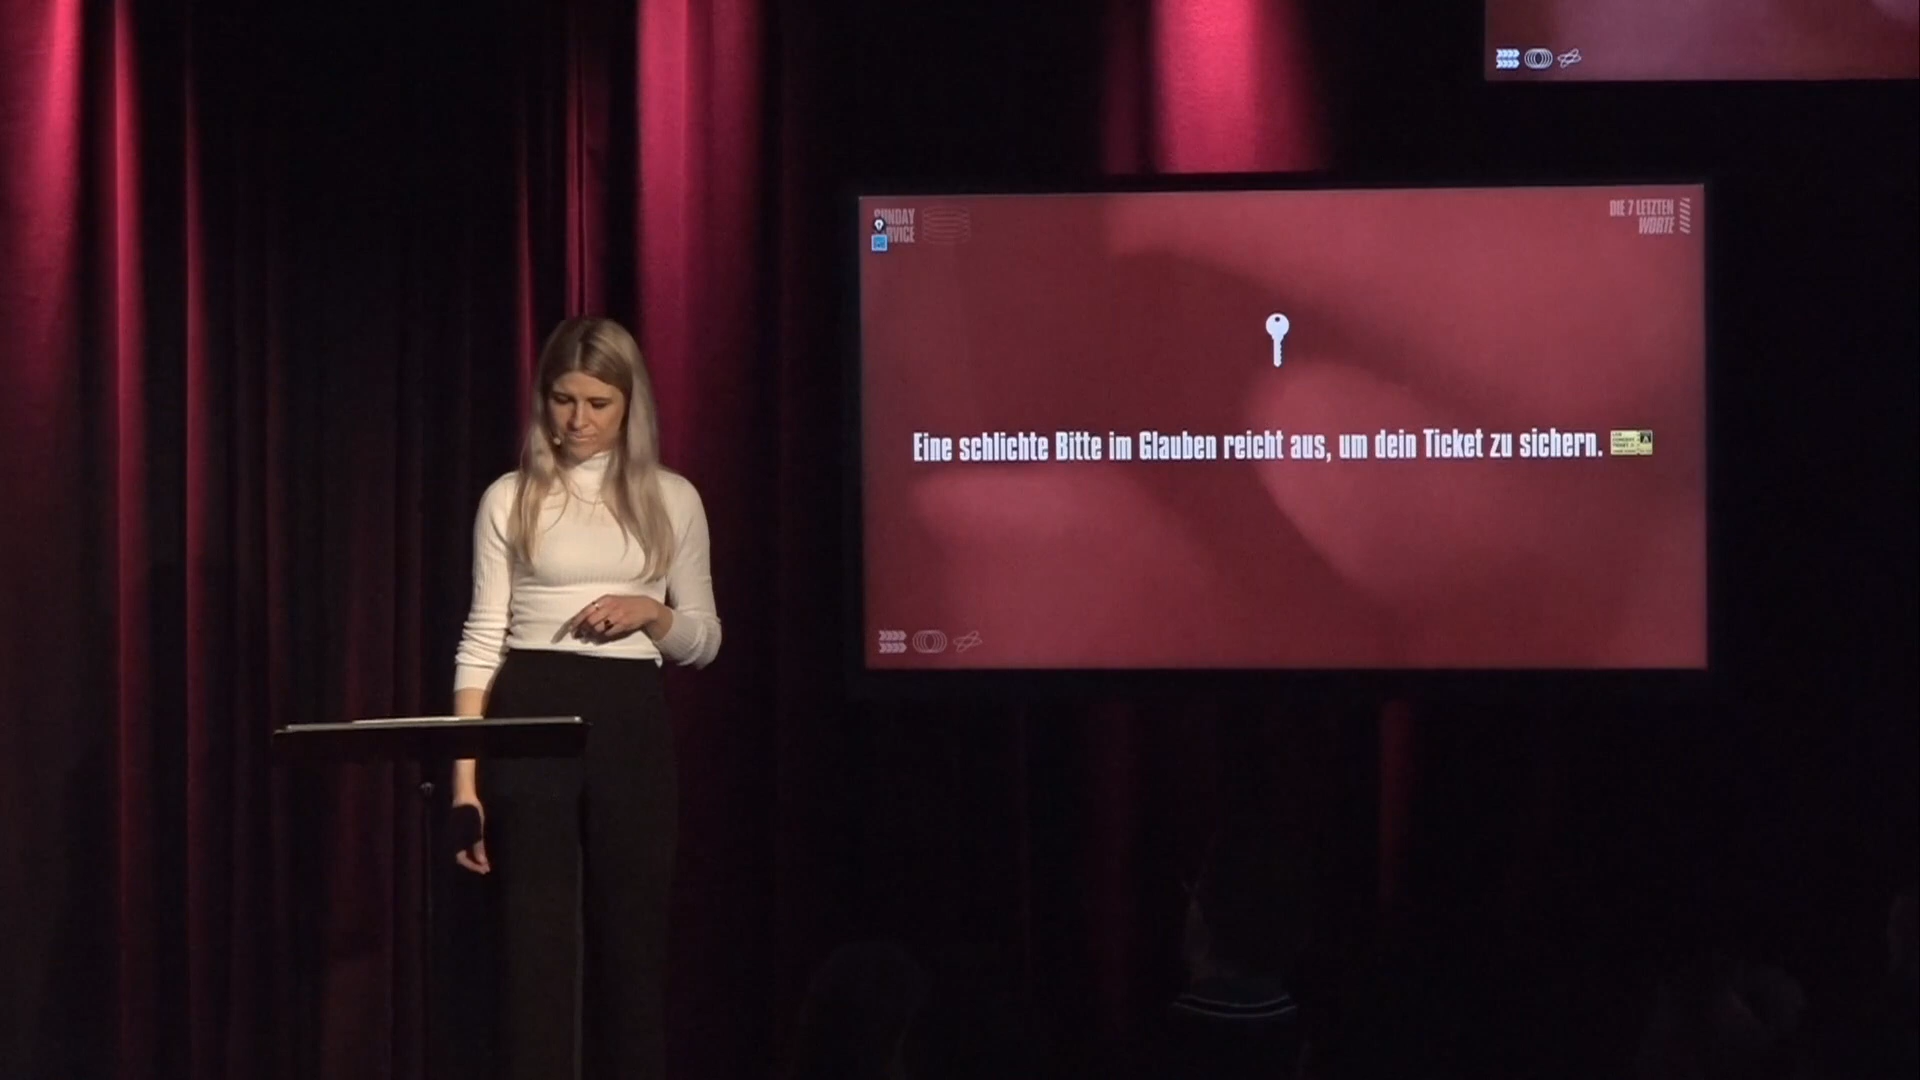 SUNDAY
SERVICE
DIE 7 LETZTEN
WORTE
Eine schlichte Bitte im Glauben reicht aus, um dein Ticket zu sichern.